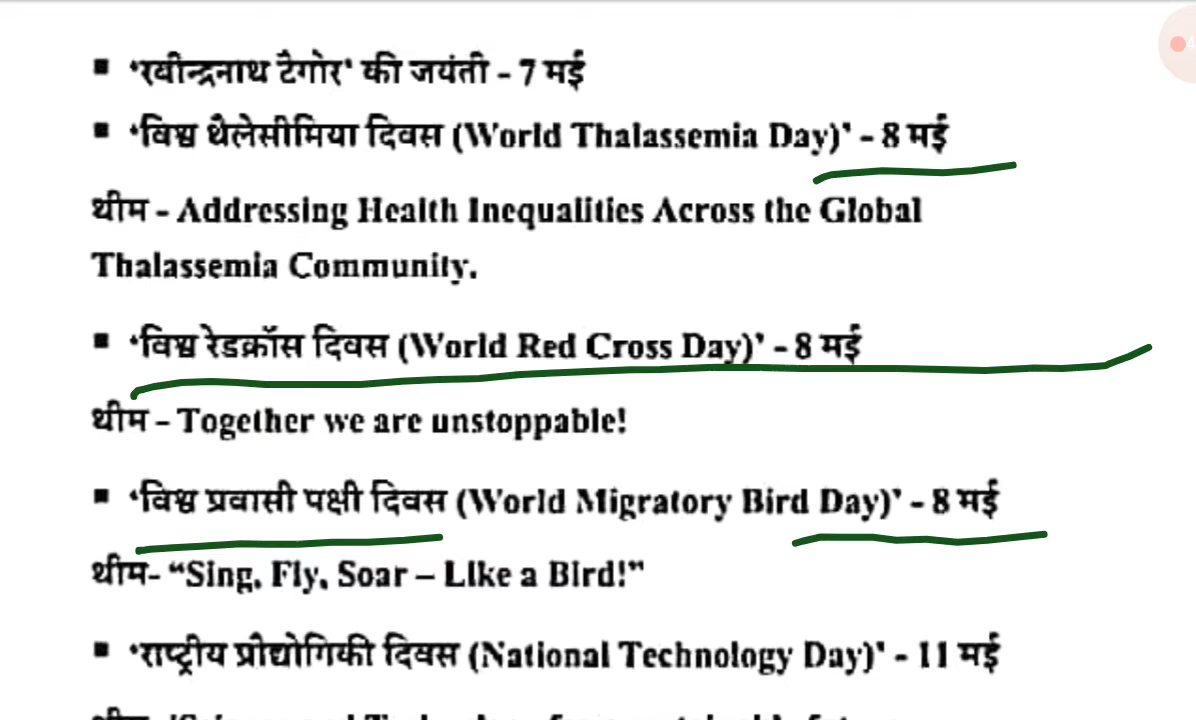 ▪ ‘रवीन्द्रनाथ टैगोर' की जयंती - 7 मई
▪ ‘विश्व थैलेसीमिया दिवस (World Thalassemia Day)’ - 8 मई
थीम - Addressing Health Inequalities Across the Global
Thalassemia Community.
▪ ‘विश्व रेडक्रॉस दिवस (World Red Cross Day)’ - 8 मई
थीम – Together we are unstoppable!
▪ ‘विश्व प्रवासी पक्षी दिवस (World Migratory Bird Day)’ - 8 मई
थीम- “Sing, Fly, Soar – Like a Bird!”
▪ ‘राष्ट्रीय प्रौद्योगिकी दिवस (National Technology Day)' - 11 मई